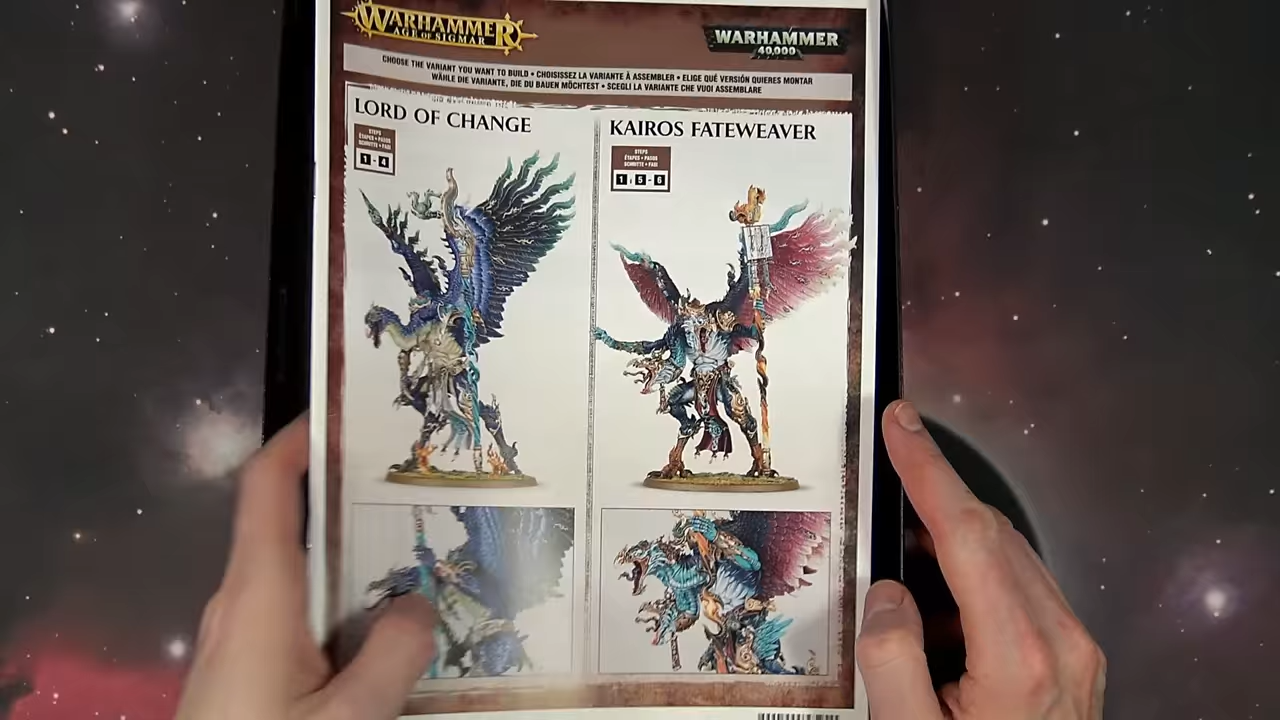 WARHAMMER
AGE OF SIGMAR
WARHAMMER
40,000
CHOOSE THE VARIANT YOU WANT TO BUILD • CHOISISSEZ LA VARIANTE À ASSEMBLER • ELIGE QUÉ VERSIÓN QUIERES MONTAR
WÄHLE DIE VARIANTE, DIE DU BAUEN MÖCHTEST • SCEGLI LA VARIANTE CHE VUOI ASSEMBLARE
LORD OF CHANGE
STEPS
ÉTAPES • PASOS
SCHRITTE • FASI
1-4
KAIROS FATEWEAVER
STEPS
ÉTAPES • PASOS
SCHRITTE • FASI
1, 5-6